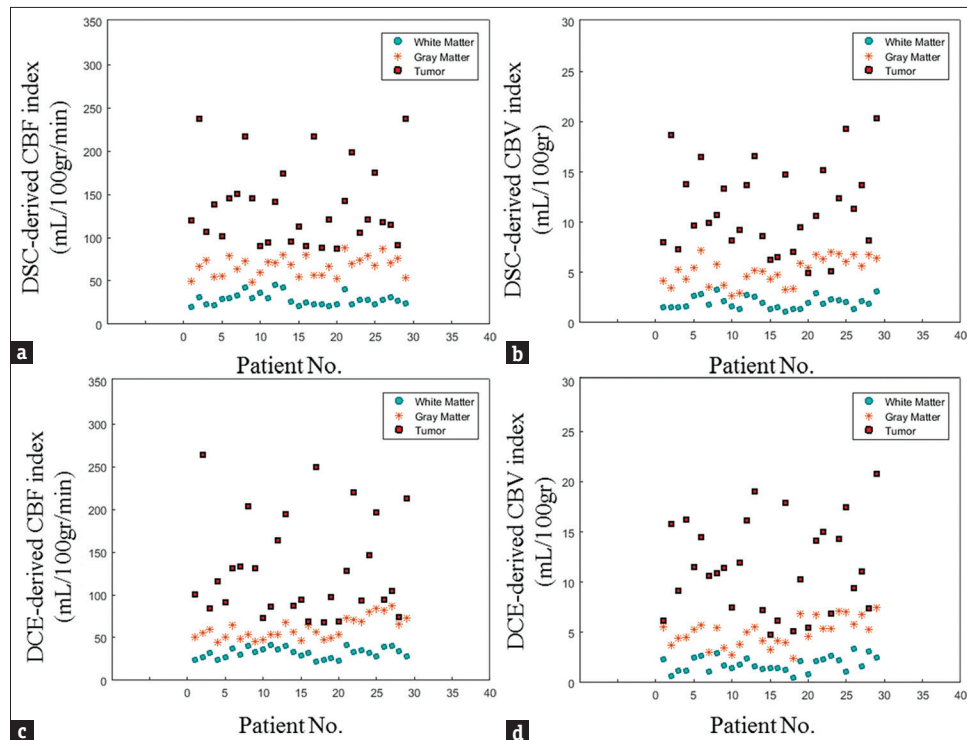 DSC-derived CBF index
(mL/100gr/min)
350
300
250
200
150
100
50
0
0 5 10 15 20 25 30 35 40
White Matter
Gray Matter
Tumor
Patient No.
a
DSC-derived CBV index
(mL/100gr)
30
25
20
15
10
5
0
0 5 10 15 20 25 30 35 40
White Matter
Gray Matter
Tumor
Patient No.
b
DCE-derived CBF index
(mL/100gr/min)
350
300
250
200
150
100
50
0
0 5 10 15 20 25 30 35 40
White Matter
Gray Matter
Tumor
Patient No.
c
DCE-derived CBV index
(mL/100gr)
30
25
20
15
10
5
0
0 5 10 15 20 25 30 35 40
White Matter
Gray Matter
Tumor
Patient No.
d